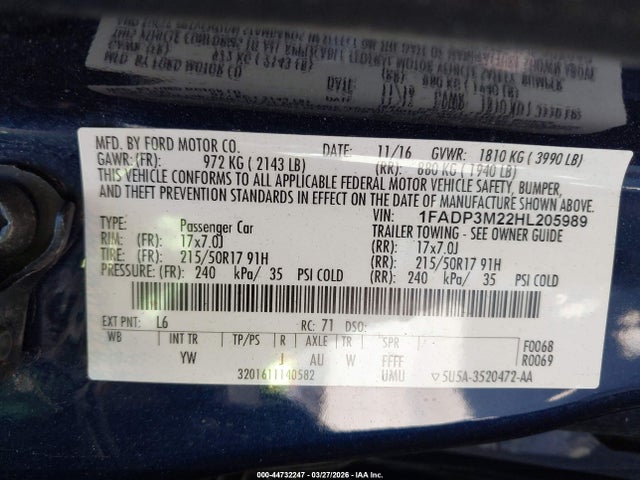 MFD. BY FORD MOTOR CO. DATE: 11/16 GVWR: 1810 KG ( 3990 LB)
GAWR: (FR): 972 KG ( 2143 LB) (RR): 880 KG ( 1940 LB)
THIS VEHICLE CONFORMS TO ALL APPLICABLE FEDERAL MOTOR VEHICLE SAFETY, BUMPER,
AND THEFT PREVENTION STANDARDS IN EFFECT ON THE DATE OF MANUFACTURE SHOWN ABOVE.
VIN: 1FADP3M22HL205989
TYPE: Passenger Car TRAILER TOWING - SEE OWNER GUIDE
RIM: (FR): 17x7.0J (RR): 17x7.0J
TIRE: (FR): 215/50R17 91H (RR): 215/50R17 91H
PRESSURE: (FR): 240 kPa/ 35 PSI COLD (RR): 240 kPa/ 35 PSI COLD
EXT PNT: L6 RC: 71 DSO:
WB INT TR TP/PS R AXLE TR SPR F0068
YW J AU W FFFF R0069
3201611140582 UMU 5U5A-3520472-AA
000-44732247 - 03/27/2026 - IAA Inc.